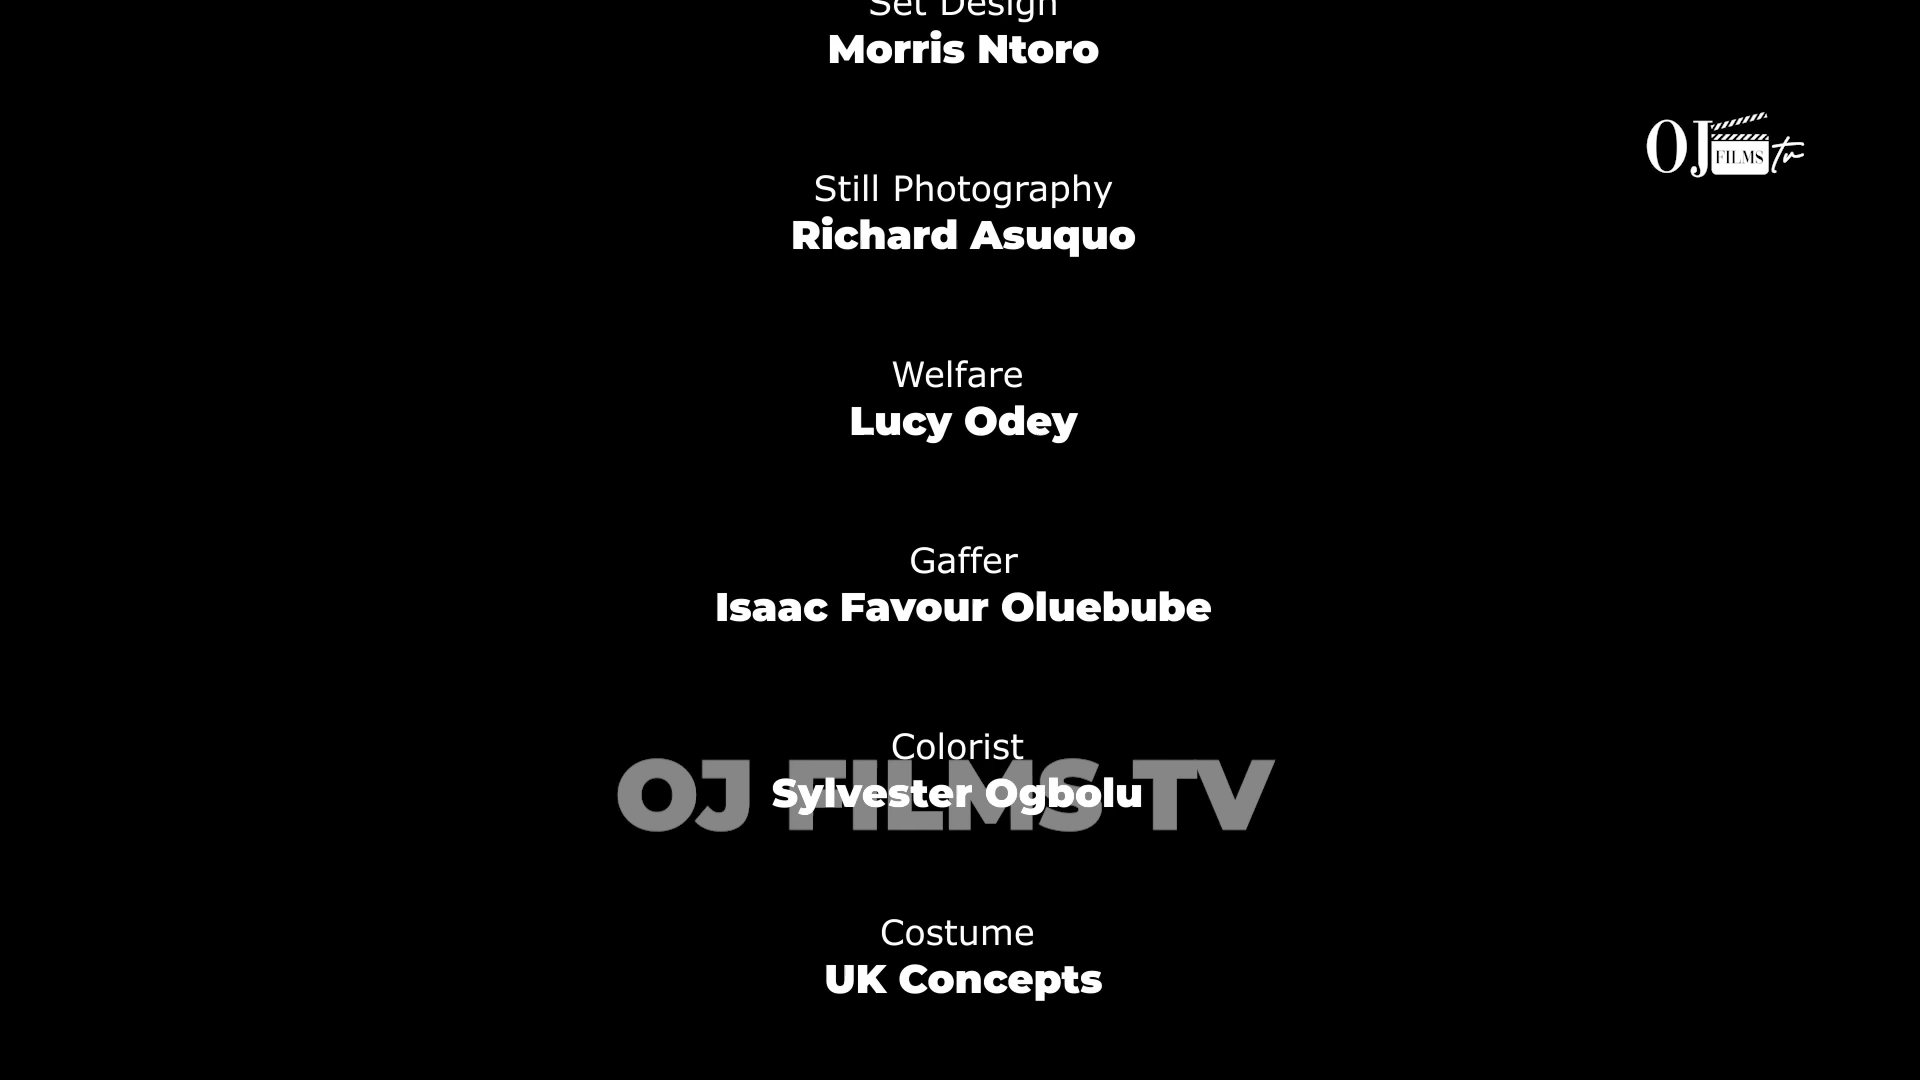 Set Design
Morris Ntoro
OJ FILMS tv
Still Photography
Richard Asuquo
Welfare
Lucy Odey
Gaffer
Isaac Favour Oluebube
Colorist
OJ FILMS TV
Sylvester Ogbolu
Costume
UK Concepts